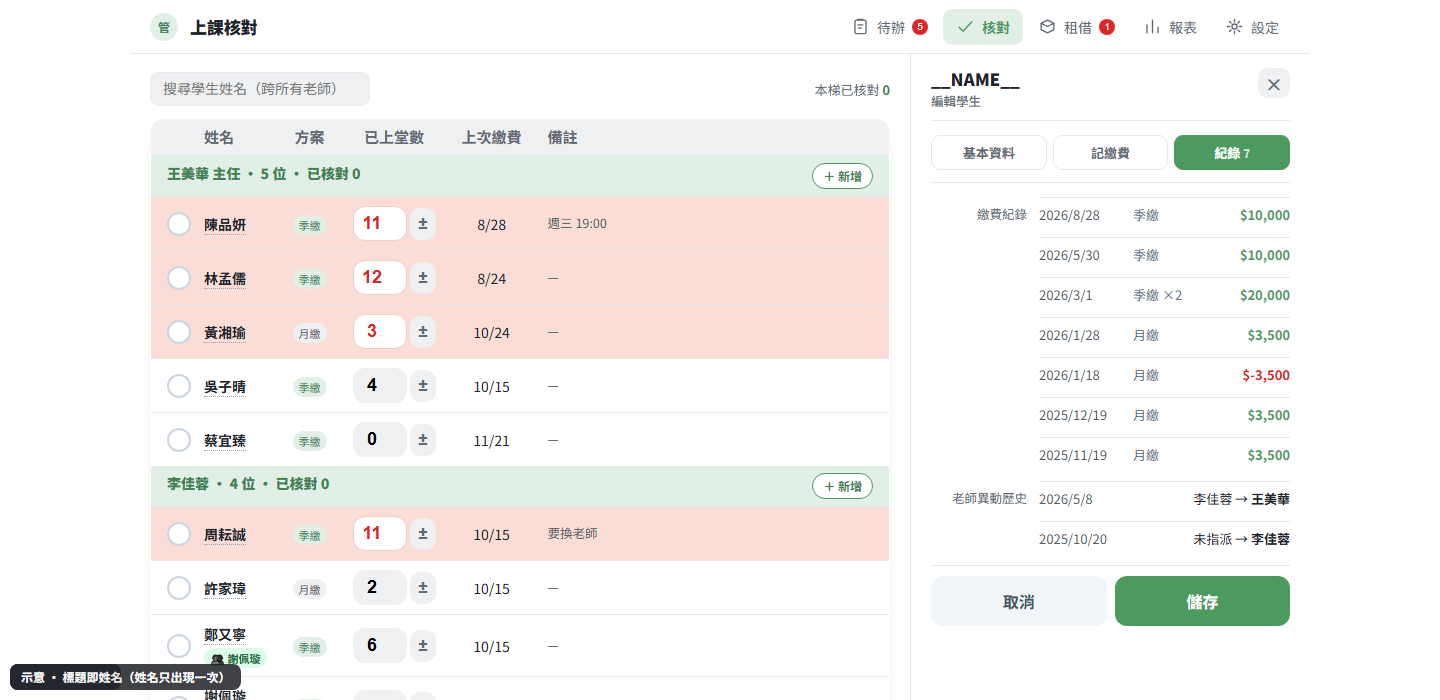 管 上課核對 待辦 5 核對 租借 1 報表 設定
搜尋學生姓名（跨所有老師） 本梯已核對 0
姓名 方案 已上堂數 上次繳費 備註
王美華 主任 · 5 位 · 已核對 0 + 新增
陳品妍 季繳 11 ± 8/28 週三 19:00
林孟儒 季繳 12 ± 8/24 —
黃湘瑜 月繳 3 ± 10/24 —
吳子晴 季繳 4 ± 10/15 —
蔡宜臻 季繳 0 ± 11/21 —
李佳蓉 · 4 位 · 已核對 0 + 新增
周耘誠 季繳 11 ± 10/15 要換老師
許家瑋 月繳 2 ± 10/15 —
鄭又寧 季繳 6 ± 10/15 —
謝佩璇
謝佩璇
示意 · 標題即姓名（姓名只出現一次）
__NAME__ ×
編輯學生
基本資料 記繳費 紀錄 7
繳費紀錄 2026/8/28 季繳 $10,000
2026/5/30 季繳 $10,000
2026/3/1 季繳 ×2 $20,000
2026/1/28 月繳 $3,500
2026/1/18 月繳 $-3,500
2025/12/19 月繳 $3,500
2025/11/19 月繳 $3,500
老師異動歷史 2026/5/8 李佳蓉 → 王美華
2025/10/20 未指派 → 李佳蓉
取消 儲存